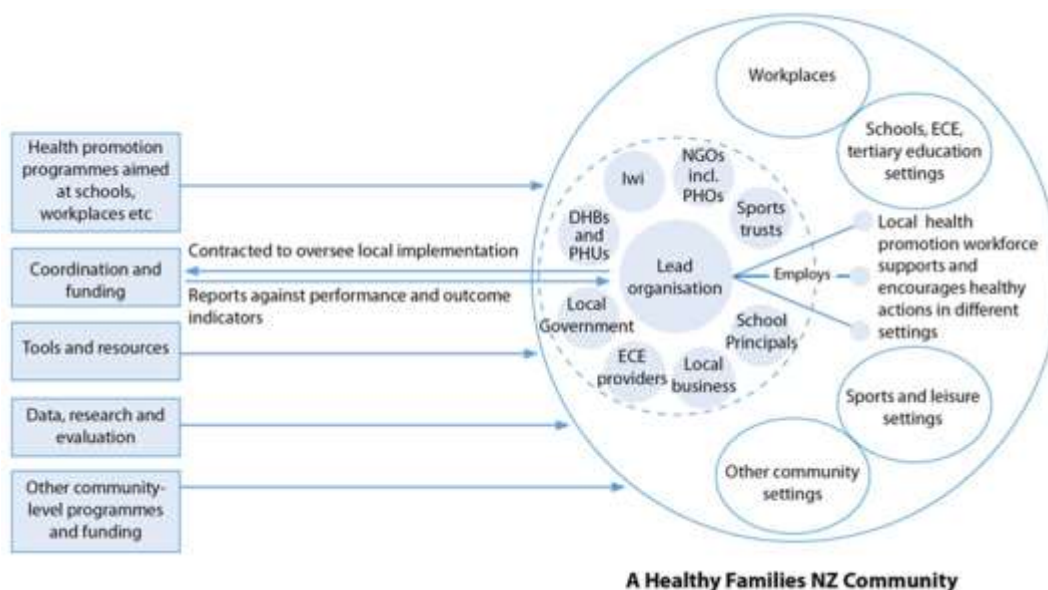 Health promotion
programmes aimed
at schools,
workplaces etc
Coordination and
funding
Tools and resources
Data, research and
evaluation
Other community-
level programmes
and funding
Contracted to oversee local implementation
Reports against performance and outcome
indicators
Iwi
NGOs
incl.
PHOs
Sports
trusts
DHBs
and
PHUs
Lead
organisation
Local
Government
ECE
providers
Local
business
School
Principals
Employs
Workplaces
Schools, ECE,
tertiary education
settings
Local health
promotion workforce
supports and
encourages healthy
actions in different
settings
Sports and leisure
settings
Other community
settings
A Healthy Families NZ Community